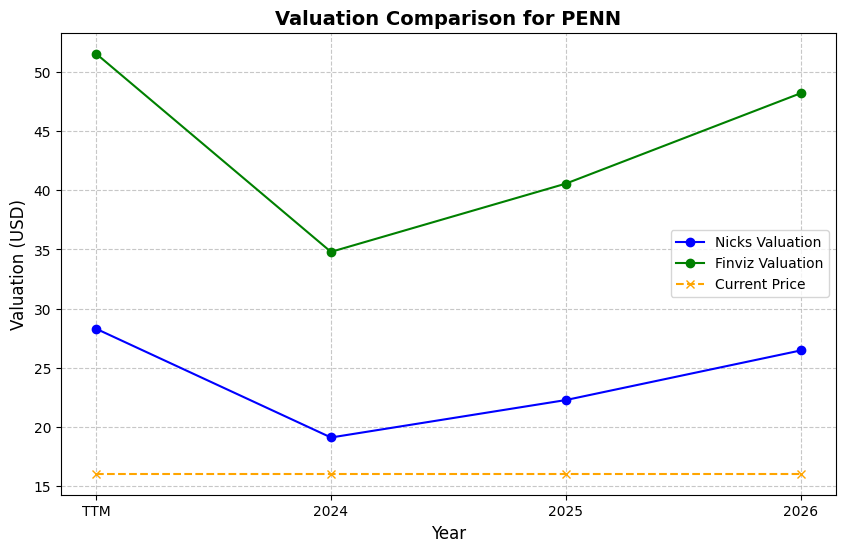 Valuation Comparison for PENN
Valuation (USD)
50
45
40
35
30
25
20
15
Nicks Valuation
Finviz Valuation
Current Price
TTM 2024 2025 2026
Year